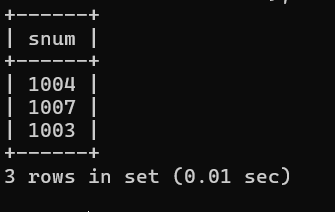 +------+
| snum |
+------+
| 1004 |
| 1007 |
| 1003 |
+------+
3 rows in set (0.01 sec)